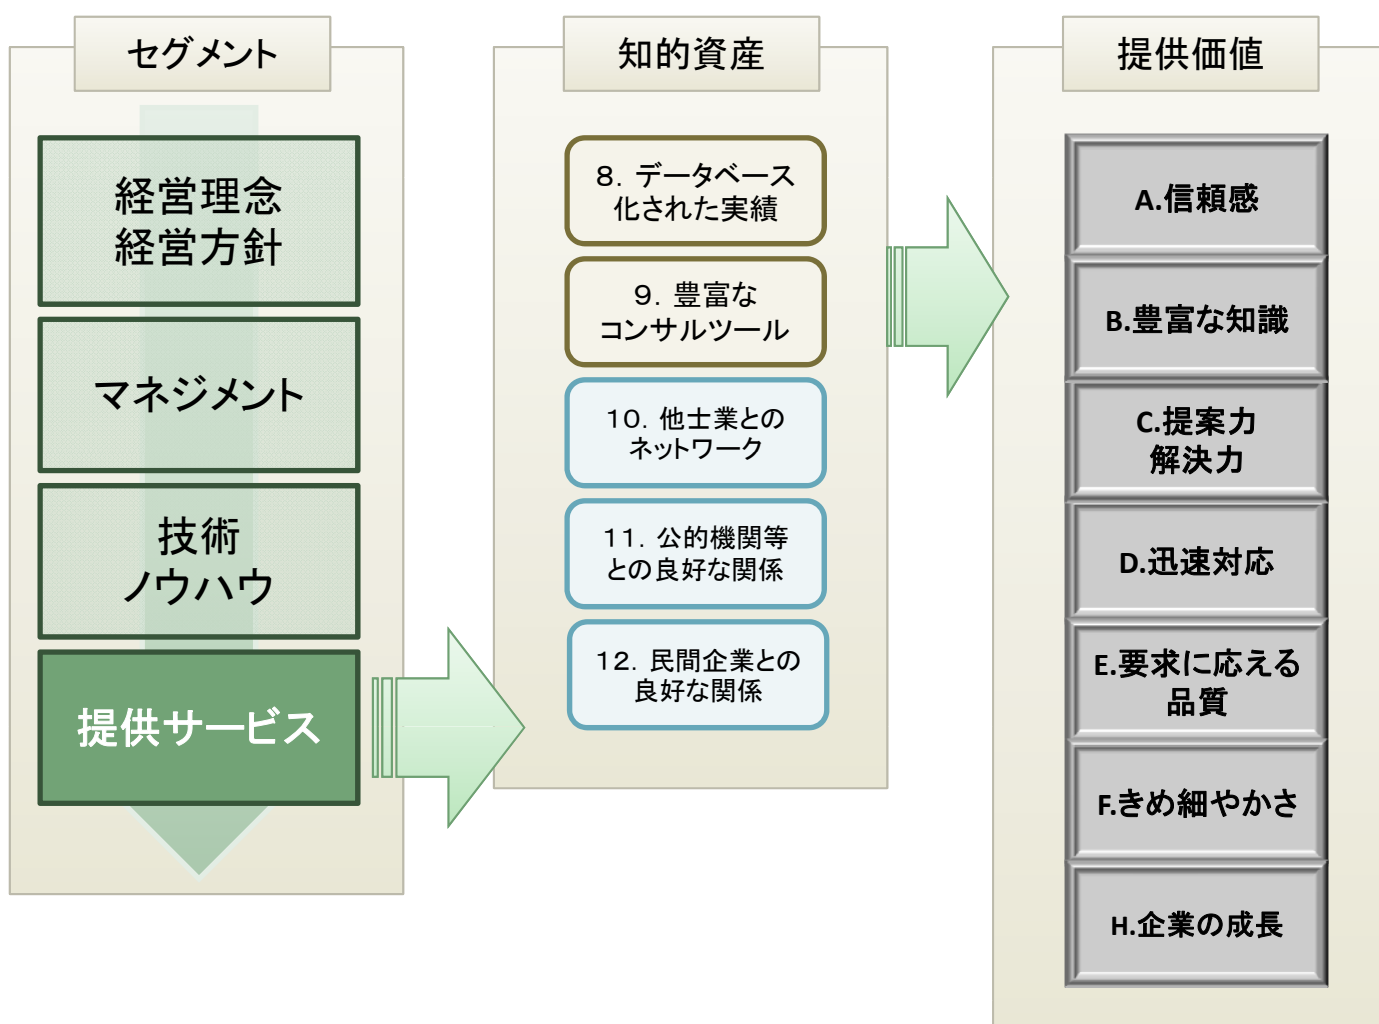 セグメント
経営理念
経営方針
マネジメント
技術
ノウハウ
提供サービス
知的資産
８．データベース
化された実績
９．豊富な
コンサルツール
１０．他士業との
ネットワーク
１１．公的機関等
との良好な関係
１２．民間企業との
良好な関係
提供価値
A.信頼感
B.豊富な知識
C.提案力
解決力
D.迅速対応
E.要求に応える
品質
F.きめ細やかさ
H.企業の成長